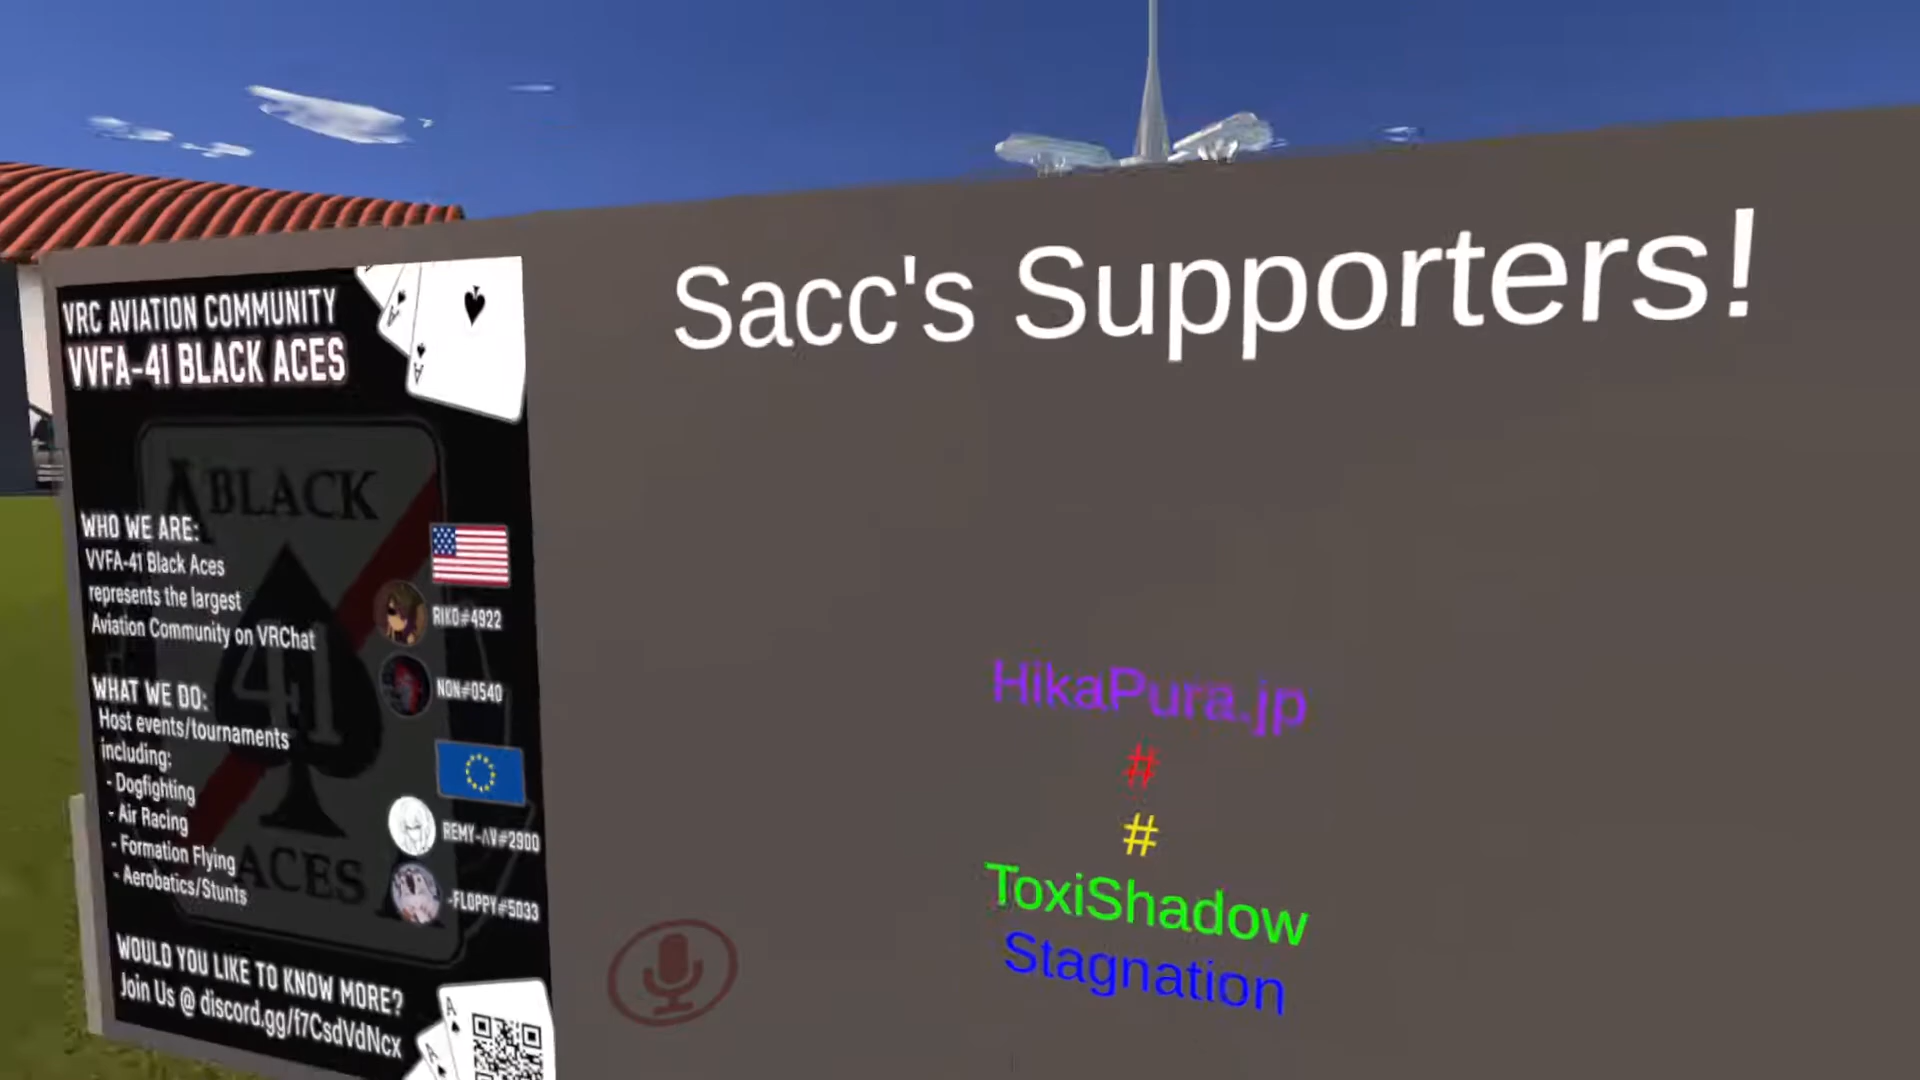 VRC AVIATION COMMUNITY
VVFA-41 BLACK ACES
A
A
BLACK
41
ACES
WHO WE ARE:
VVFA-41 Black Aces
represents the largest
Aviation Community on VRChat
WHAT WE DO:
Host events/tournaments
including:
- Dogfighting
- Air Racing
- Formation Flying
- Aerobatics/Stunts
RIKO#4922
NON#0540
REMY-ΛV#2900
-FLOPPY#5033
WOULD YOU LIKE TO KNOW MORE?
Join Us @ discord.gg/f7CsdVdNcx
A
A
Sacc's Supporters!
HikaPura.jp
#
#
ToxiShadow
Stagnation